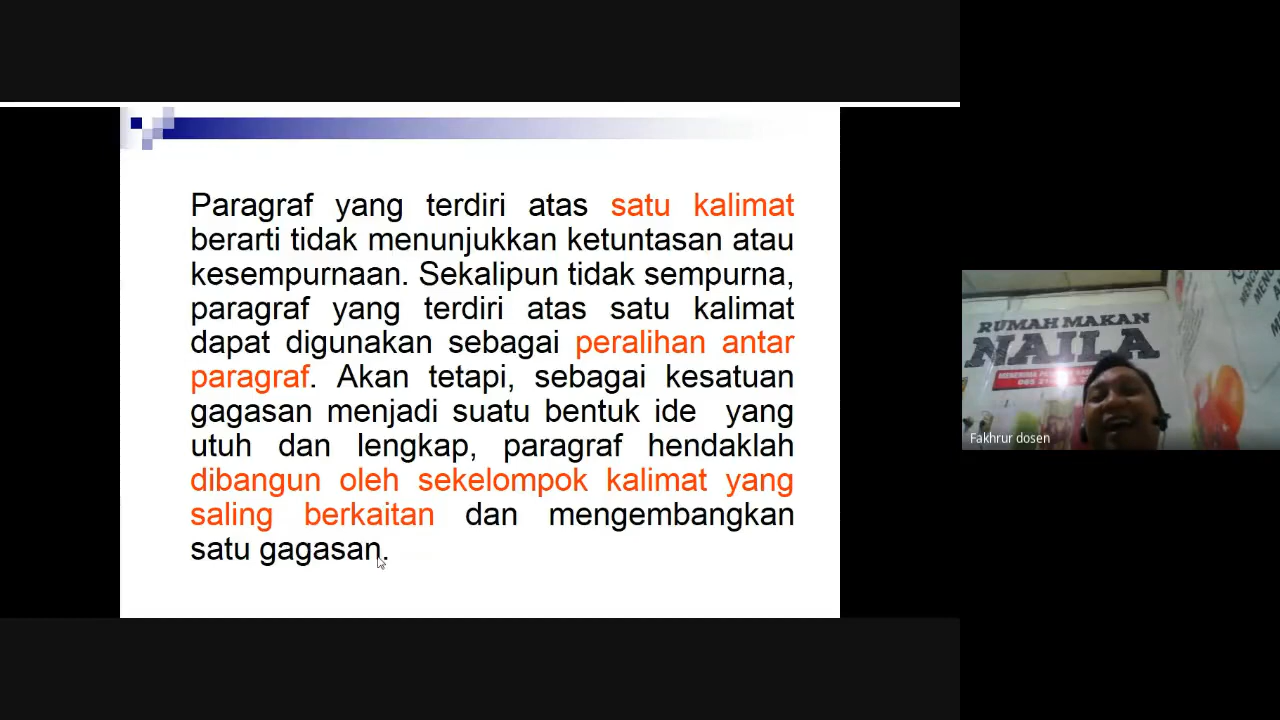 Paragraf yang terdiri atas satu kalimat
berarti tidak menunjukkan ketuntasan atau
kesempurnaan. Sekalipun tidak sempurna,
paragraf yang terdiri atas satu kalimat
dapat digunakan sebagai peralihan antar
paragraf. Akan tetapi, sebagai kesatuan
gagasan menjadi suatu bentuk ide yang
utuh dan lengkap, paragraf hendaklah
dibangun oleh sekelompok kalimat yang
saling berkaitan dan mengembangkan
satu gagasan.
RUMAH MAKAN
NAILA
MENERIMA
Fakhrur dosen